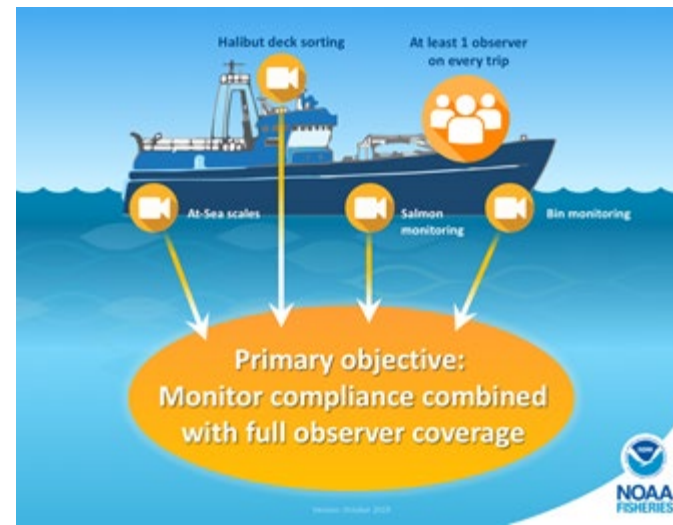 Halibut deck sorting
At least 1 observer
on every trip
At-Sea scales
Salmon
monitoring
Bin monitoring
Primary objective:
Monitor compliance combined
with full observer coverage
NOAA
FISHERIES